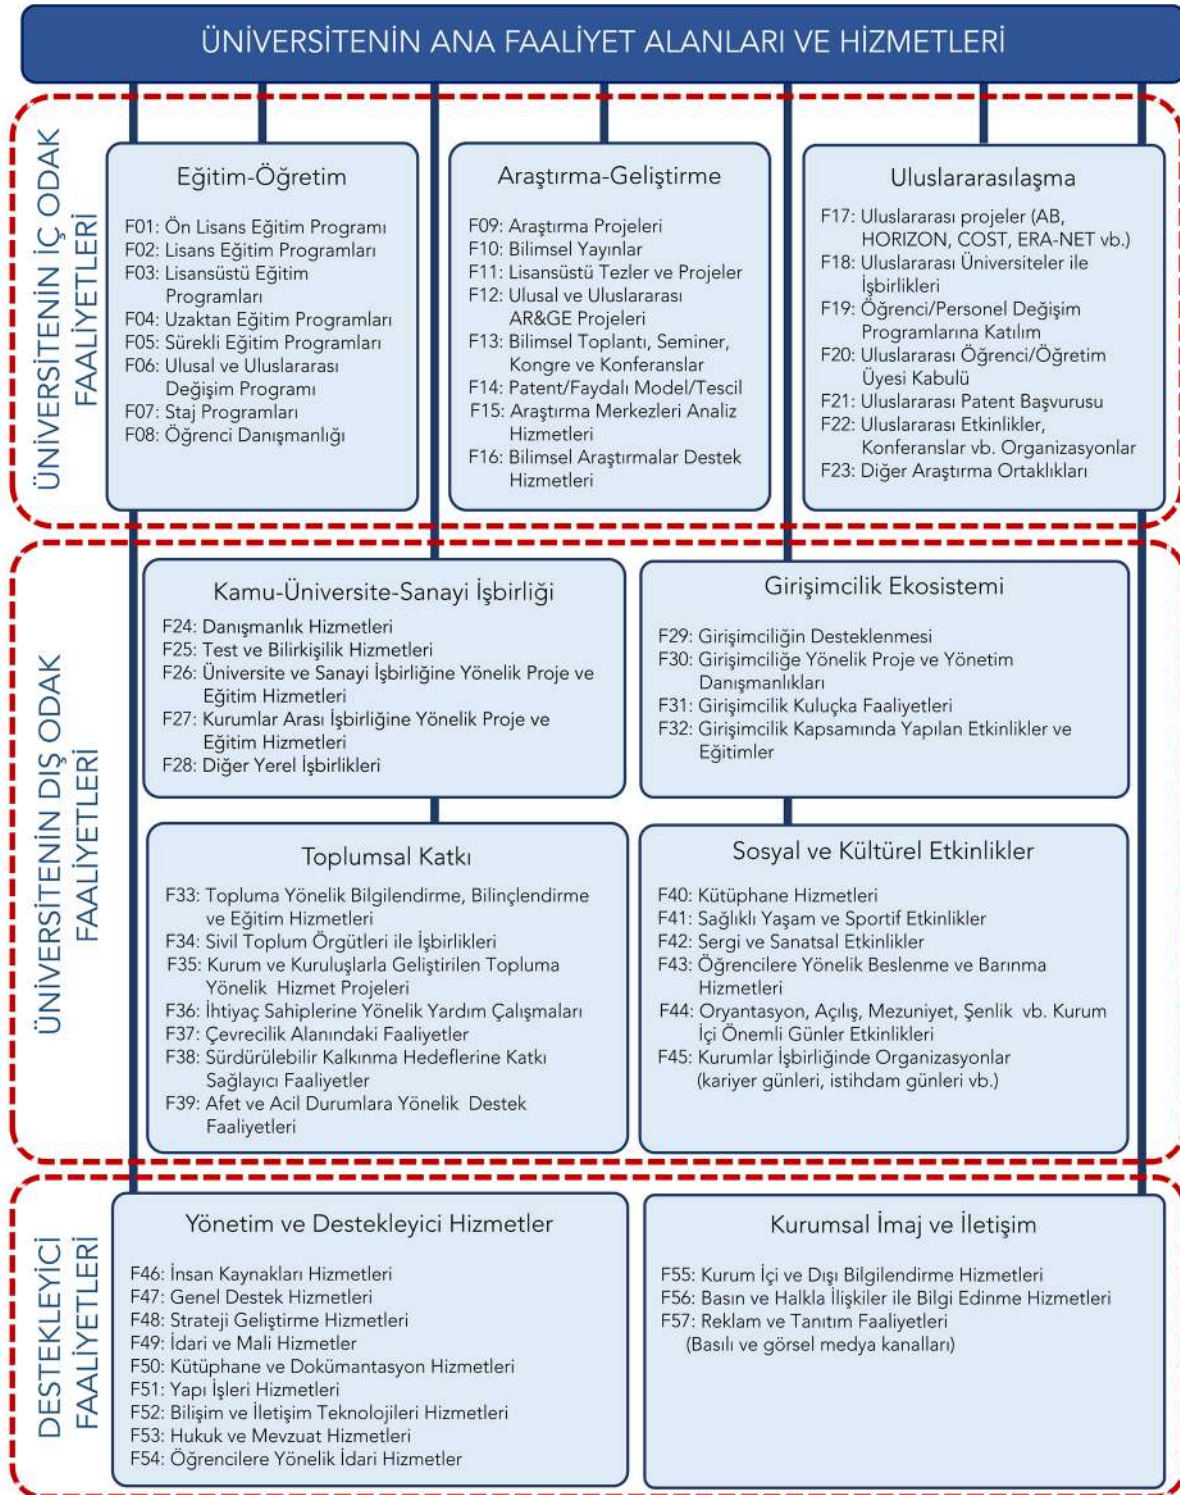 ÜNİVERSİTENİN ANA FAALİYET ALANLARI VE HİZMETLERİ
ÜNİVERSİTENİN İÇ ODAK
FAALİYETLERİ
Eğitim-Öğretim
F01: Ön Lisans Eğitim Programı
F02: Lisans Eğitim Programları
F03: Lisansüstü Eğitim
Programları
F04: Uzaktan Eğitim Programları
F05: Sürekli Eğitim Programları
F06: Ulusal ve Uluslararası
Değişim Programı
F07: Staj Programları
F08: Öğrenci Danışmanlığı
Araştırma-Geliştirme
F09: Araştırma Projeleri
F10: Bilimsel Yayınlar
F11: Lisansüstü Tezler ve Projeler
F12: Ulusal ve Uluslararası
AR&GE Projeleri
F13: Bilimsel Toplantı, Seminer,
Kongre ve Konferanslar
F14: Patent/Faydalı Model/Tescil
F15: Araştırma Merkezleri Analiz
Hizmetleri
F16: Bilimsel Araştırmalar Destek
Hizmetleri
Uluslararasılaşma
F17: Uluslararası projeler (AB,
HORIZON, COST, ERA-NET vb.)
F18: Uluslararası Üniversiteler ile
İşbirlikleri
F19: Öğrenci/Personel Değişim
Programlarına Katılım
F20: Uluslararası Öğrenci/Öğretim
Üyesi Kabulü
F21: Uluslararası Patent Başvurusu
F22: Uluslararası Etkinlikler,
Konferanslar vb. Organizasyonlar
F23: Diğer Araştırma Ortaklıkları
ÜNİVERSİTENİN DIŞ ODAK
FAALİYETLERİ
Kamu-Üniversite-Sanayi İşbirliği
F24: Danışmanlık Hizmetleri
F25: Test ve Bilirkişilik Hizmetleri
F26: Üniversite ve Sanayi İşbirliğine Yönelik Proje ve
Eğitim Hizmetleri
F27: Kurumlar Arası İşbirliğine Yönelik Proje ve
Eğitim Hizmetleri
F28: Diğer Yerel İşbirlikleri
Girişimcilik Ekosistemi
F29: Girişimciliğin Desteklenmesi
F30: Girişimciliğe Yönelik Proje ve Yönetim
Danışmanlıkları
F31: Girişimcilik Kuluçka Faaliyetleri
F32: Girişimcilik Kapsamında Yapılan Etkinlikler ve
Eğitimler
Toplumsal Katkı
F33: Topluma Yönelik Bilgilendirme, Bilinçlendirme
ve Eğitim Hizmetleri
F34: Sivil Toplum Örgütleri ile İşbirlikleri
F35: Kurum ve Kuruluşlarla Geliştirilen Topluma
Yönelik Hizmet Projeleri
F36: İhtiyaç Sahiplerine Yönelik Yardım Çalışmaları
F37: Çevrecilik Alanındaki Faaliyetler
F38: Sürdürülebilir Kalkınma Hedeflerine Katkı
Sağlayıcı Faaliyetler
F39: Afet ve Acil Durumlara Yönelik Destek
Faaliyetleri
Sosyal ve Kültürel Etkinlikler
F40: Kütüphane Hizmetleri
F41: Sağlıklı Yaşam ve Sportif Etkinlikler
F42: Sergi ve Sanatsal Etkinlikler
F43: Öğrencilere Yönelik Beslenme ve Barınma
Hizmetleri
F44: Oryantasyon, Açılış, Mezuniyet, Şenlik vb. Kurum
İçi Önemli Günler Etkinlikleri
F45: Kurumlar İşbirliğinde Organizasyonlar
(kariyer günleri, istihdam günleri vb.)
DESTEKLEYİCİ
FAALİYETLERİ
Yönetim ve Destekleyici Hizmetler
F46: İnsan Kaynakları Hizmetleri
F47: Genel Destek Hizmetleri
F48: Strateji Geliştirme Hizmetleri
F49: İdari ve Mali Hizmetler
F50: Kütüphane ve Dokümantasyon Hizmetleri
F51: Yapı İşleri Hizmetleri
F52: Bilişim ve İletişim Teknolojileri Hizmetleri
F53: Hukuk ve Mevzuat Hizmetleri
F54: Öğrencilere Yönelik İdari Hizmetler
Kurumsal İmaj ve İletişim
F55: Kurum İçi ve Dışı Bilgilendirme Hizmetleri
F56: Basın ve Halkla İlişkiler ile Bilgi Edinme Hizmetleri
F57: Reklam ve Tanıtım Faaliyetleri
(Basılı ve görsel medya kanalları)